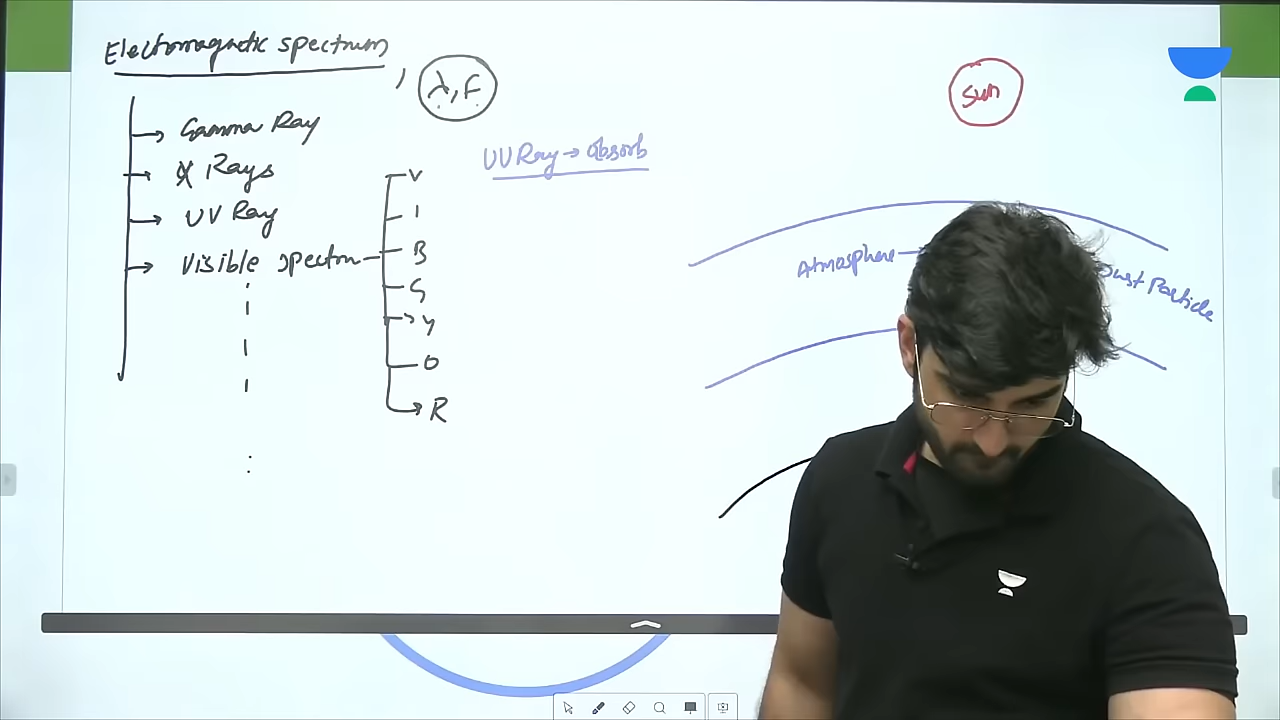 Electromagnetic spectrum, λ, F
Gamma Ray
X Rays
UV Ray
Visible spectrum
V
I
B
G
Y
O
R
UV Ray → absorb
Sun
Atmosphere →
Dust Particle